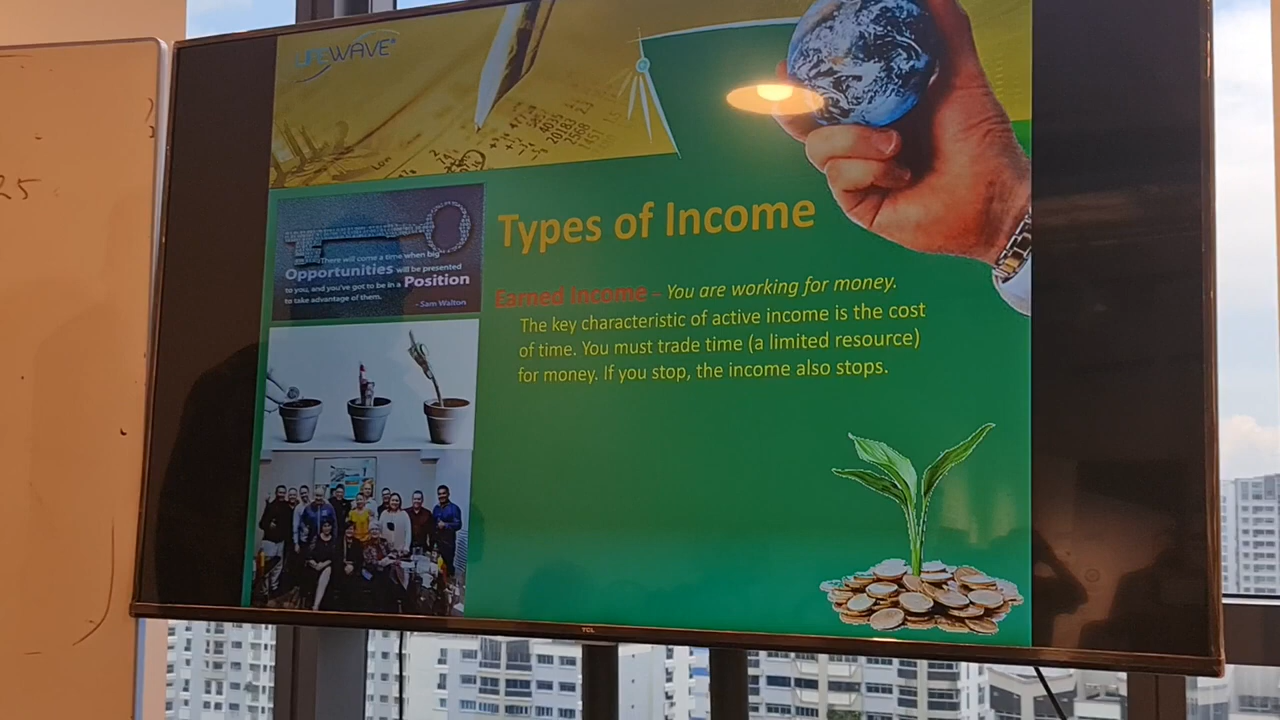 LIFEWAVE®
25
Types of Income
There will come a time when big
Opportunities will be presented
to you, and you've got to be in a Position
to take advantage of them.
- Sam Walton
Earned Income – You are working for money.
The key characteristic of active income is the cost
of time. You must trade time (a limited resource)
for money. If you stop, the income also stops.
TCL